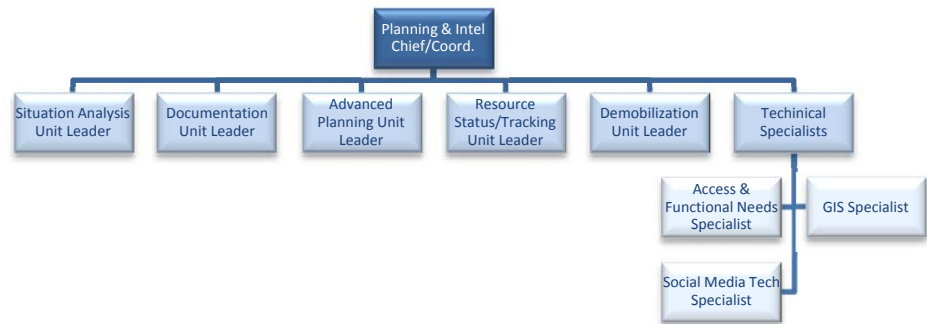 Planning & Intel
Chief/Coord.
Situation Analysis
Unit Leader
Documentation
Unit Leader
Advanced
Planning Unit
Leader
Resource
Status/Tracking
Unit Leader
Demobilization
Unit Leader
Techinical
Specialists
Access &
Functional Needs
Specialist
GIS Specialist
Social Media Tech
Specialist